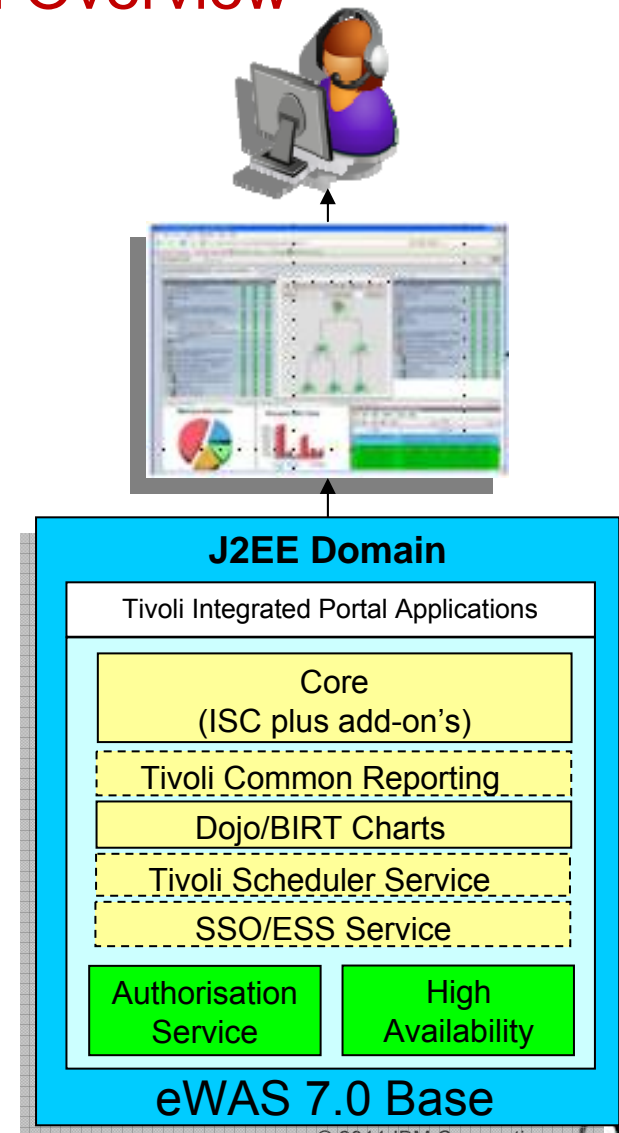 Overview
J2EE Domain
Tivoli Integrated Portal Applications
Core
(ISC plus add-on's)
Tivoli Common Reporting
Dojo/BIRT Charts
Tivoli Scheduler Service
SSO/ESS Service
Authorisation
Service
High
Availability
eWAS 7.0 Base